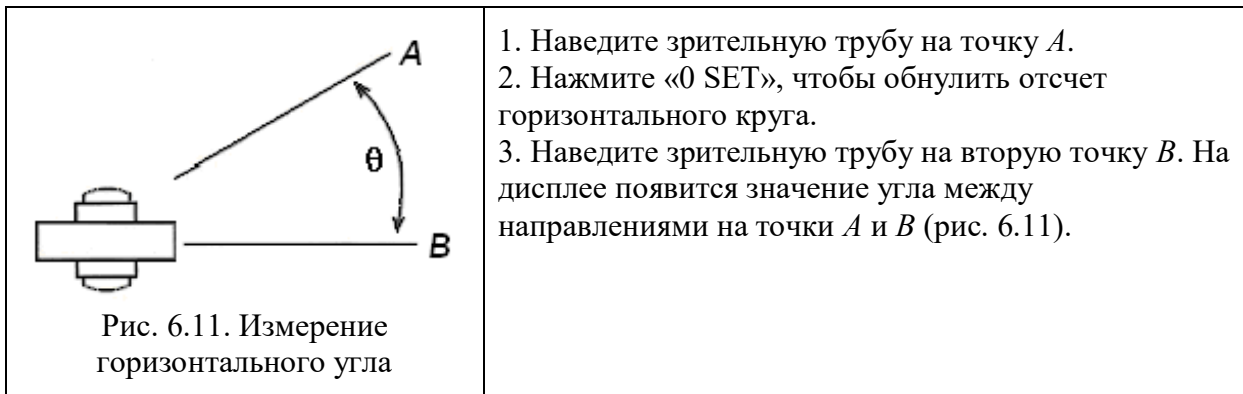 A
θ
B
Рис. 6.11. Измерение
горизонтального угла
1. Наведите зрительную трубу на точку A.
2. Нажмите «0 SET», чтобы обнулить отсчет
горизонтального круга.
3. Наведите зрительную трубу на вторую точку B. На
дисплее появится значение угла между
направлениями на точки A и B (рис. 6.11).